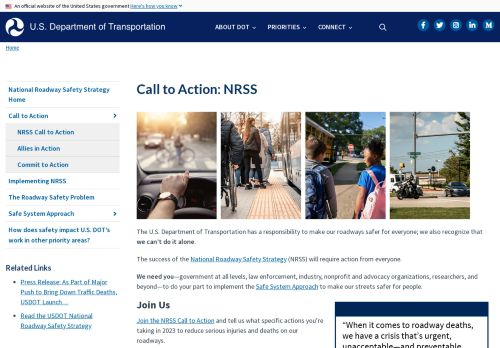 An official website of the United States government Here's how you know
U.S. Department of Transportation
ABOUT DOT
PRIORITIES
CONNECT
Home
National Roadway Safety Strategy
Home
Call to Action
NRSS Call to Action
Allies in Action
Commit to Action
Implementing NRSS
The Roadway Safety Problem
Safe System Approach
How does safety impact U.S. DOT's
work in other priority areas?
Related Links
Press Release: As Part of Major
Push to Bring Down Traffic Deaths,
USDOT Launch…
Read the USDOT National
Roadway Safety Strategy
Call to Action: NRSS
The U.S. Department of Transportation has a responsibility to make our roadways safer for everyone; we also recognize that
we can't do it alone.
The success of the National Roadway Safety Strategy (NRSS) will require action from everyone.
We need you—government at all levels, law enforcement, industry, nonprofit and advocacy organizations, researchers, and
beyond—to do your part to implement the Safe System Approach to make our streets safer for people.
Join Us
Join the NRSS Call to Action and tell us what specific actions you're
taking in 2023 to reduce serious injuries and deaths on our
roadways.
"When it comes to roadway deaths,
we have a crisis that's urgent,
unacceptable—and preventable.